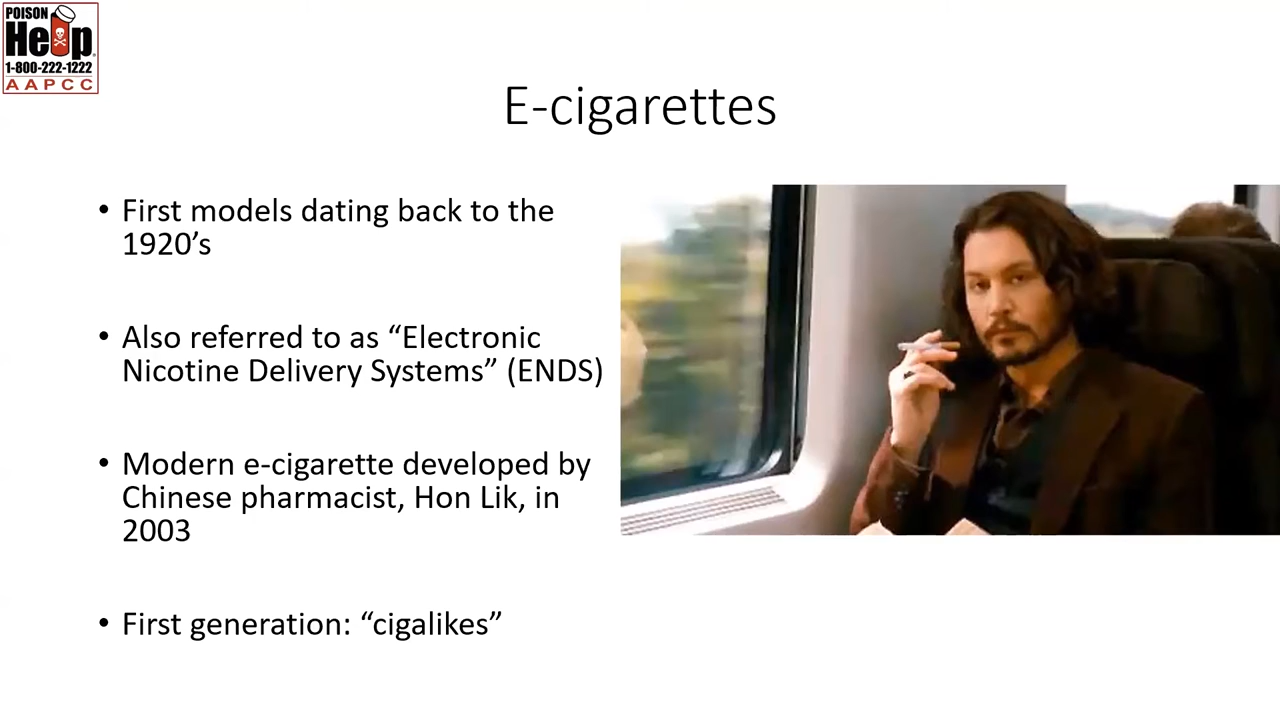 POISON
Help
1-800-222-1222
AAPCC
E-cigarettes
• First models dating back to the
1920’s
• Also referred to as “Electronic
Nicotine Delivery Systems” (ENDS)
• Modern e-cigarette developed by
Chinese pharmacist, Hon Lik, in
2003
• First generation: “cigalikes”